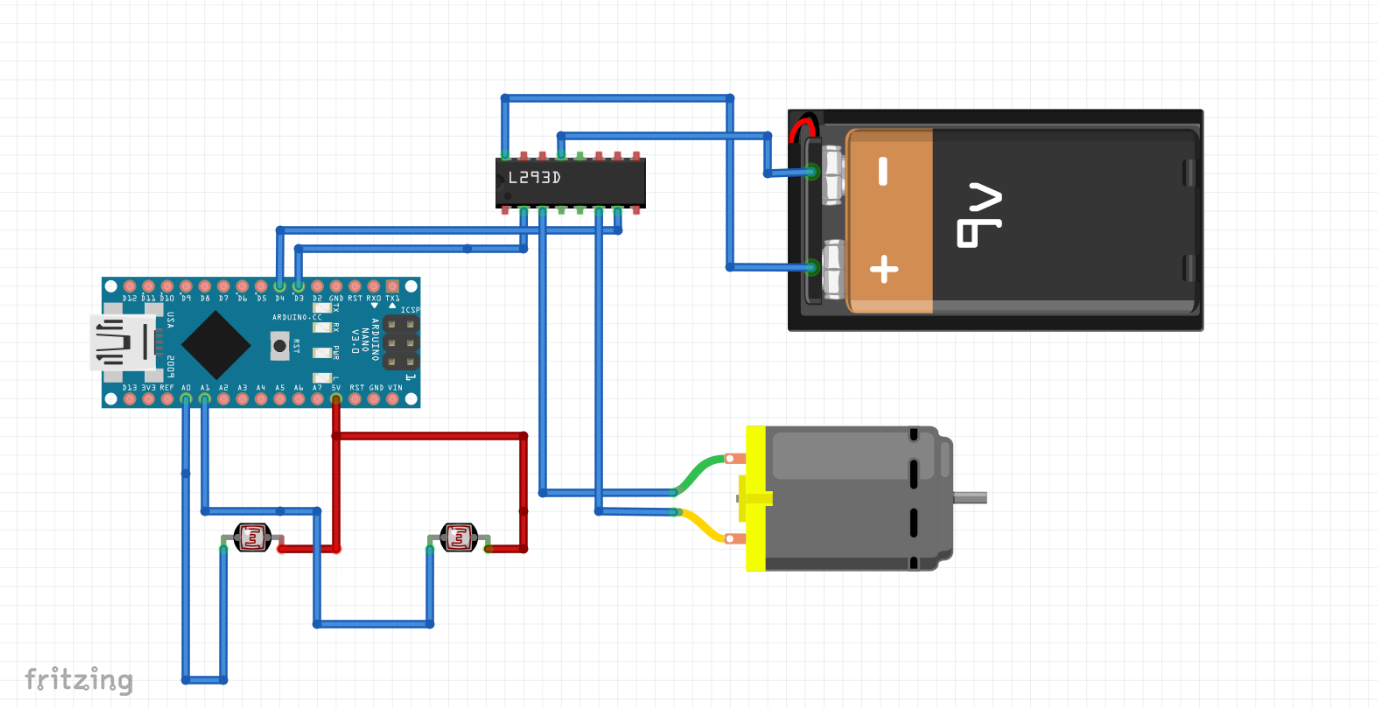 L293D
-
9V
+
D12 D11 D10 D9 D8 D7 D6 D5 D4 D3 D2 GND RST RX0 TX1
ARDUINO.CC
TX
RX
PWR
L
RST
ARDUINO
NANO
V3.0
ICSP
1
USA
2009
D13 3V3 REF A0 A1 A2 A3 A4 A5 A6 A7 5V RST GND VIN
fritzing